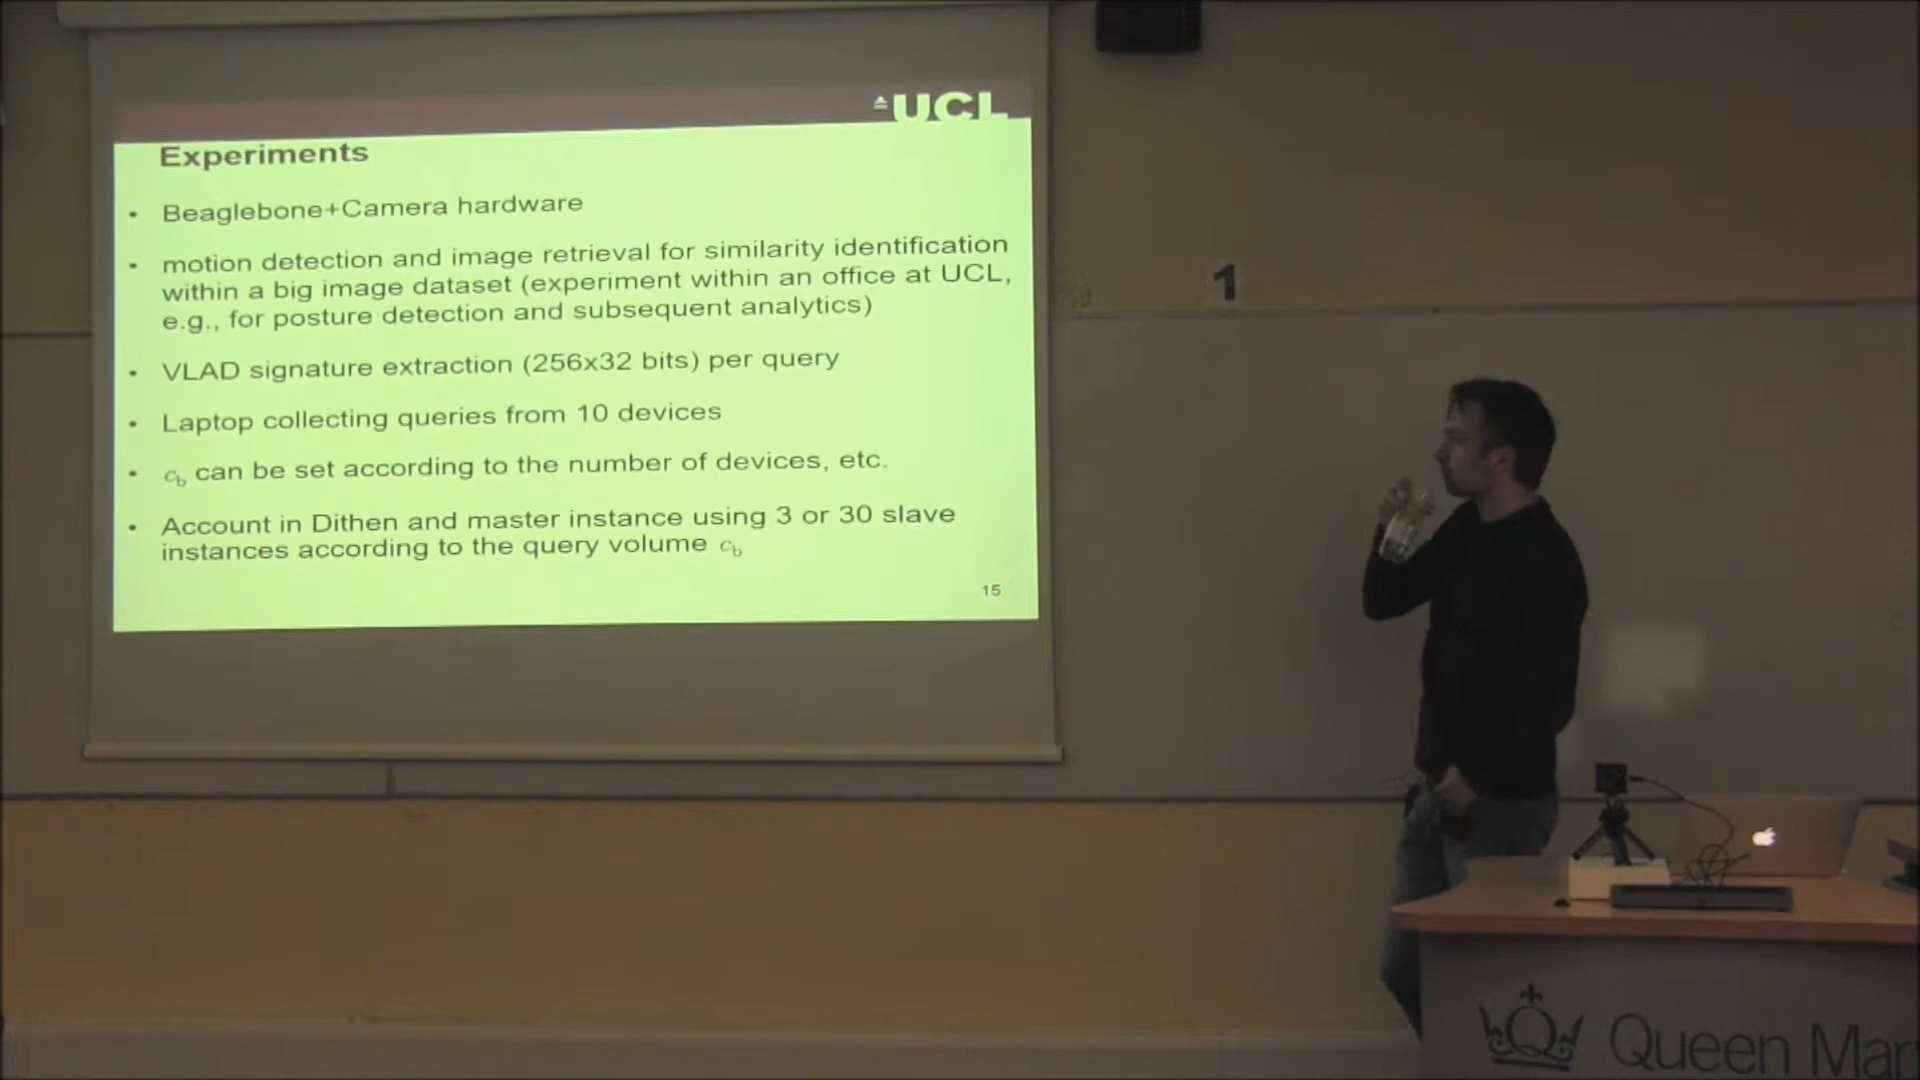 UCL
Experiments
• Beaglebone+Camera hardware
• motion detection and image retrieval for similarity identification
within a big image dataset (experiment within an office at UCL,
e.g., for posture detection and subsequent analytics)
• VLAD signature extraction (256x32 bits) per query
• Laptop collecting queries from 10 devices
• cb can be set according to the number of devices, etc.
• Account in Dithen and master instance using 3 or 30 slave
instances according to the query volume cb
15
1
Queen Mar